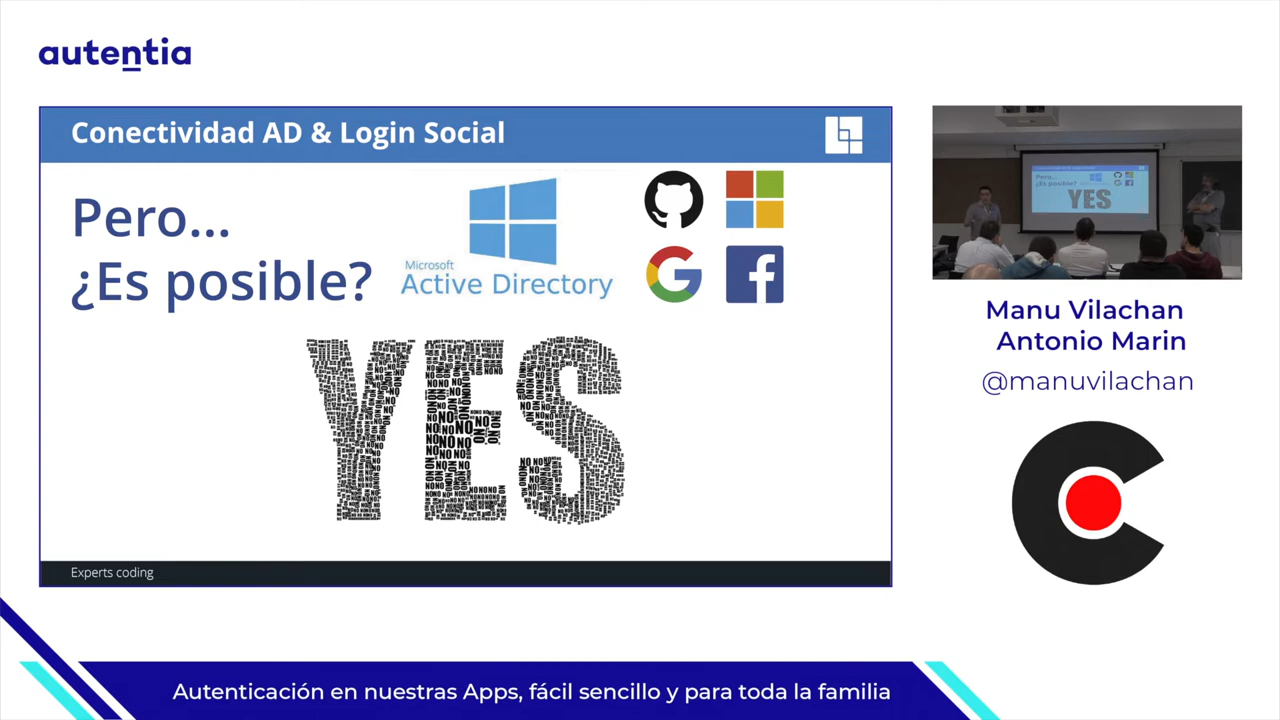 autentia
Conectividad AD & Login Social
Pero...
¿Es posible?
Microsoft
Active Directory
YES
Experts coding
Manu Vilachan
Antonio Marin
@manuvilachan
Autenticación en nuestras Apps, fácil sencillo y para toda la familia